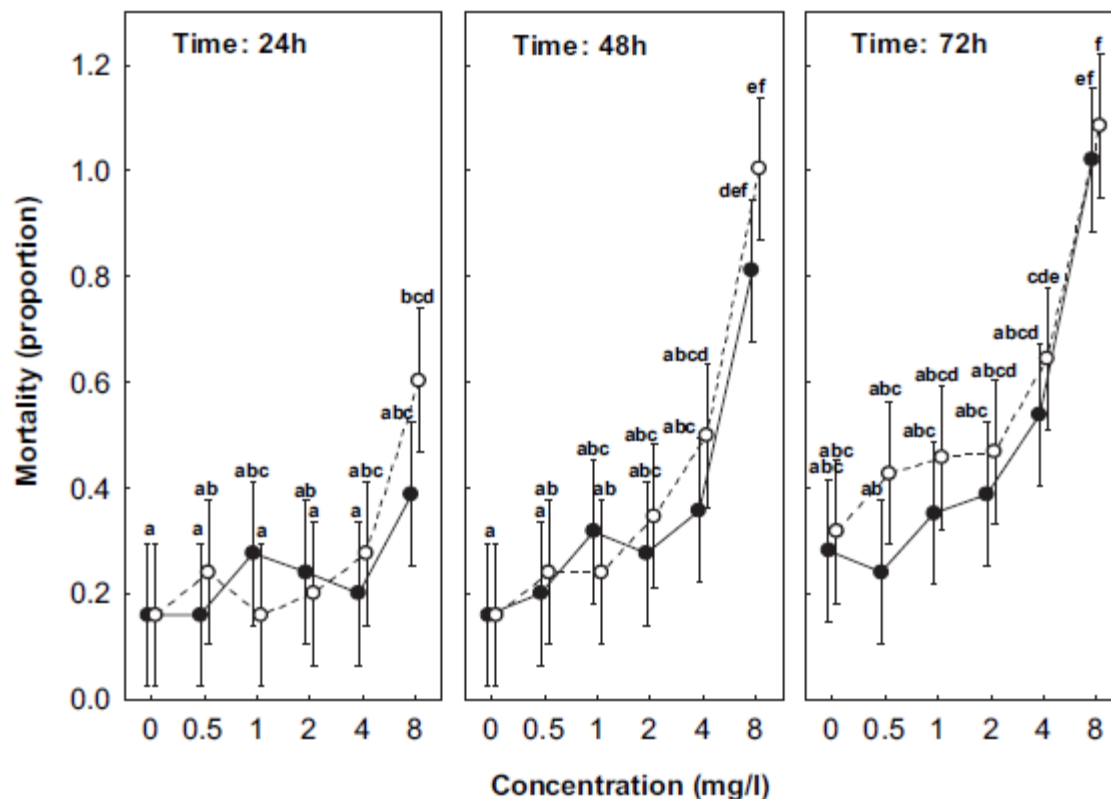 Time: 24h
Time: 48h
Time: 72h
Mortality (proportion)
1.2
1.0
0.8
0.6
0.4
0.2
0.0
a
a
ab
abc
a
ab
a
a
abc
abc
bcd
a
a
ab
abc
ab
abc
abc
abc
abcd
def
ef
abc
abc
ab
abc
abc
abcd
abc
abcd
abcd
cde
ef
f
0 0.5 1 2 4 8
0 0.5 1 2 4 8
0 0.5 1 2 4 8
Concentration (mg/l)